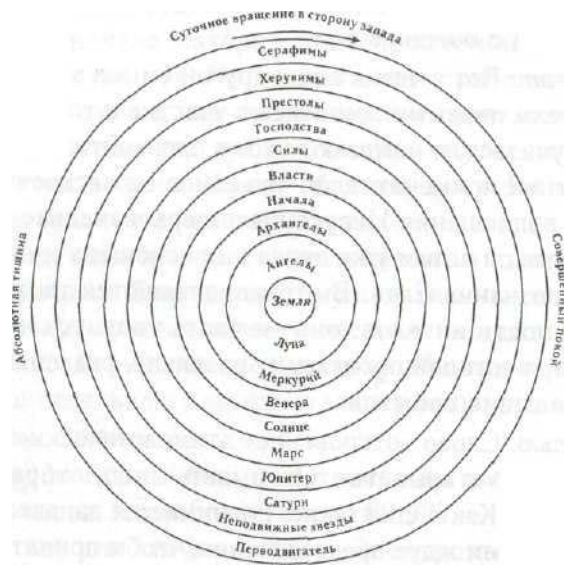 Суточное вращение в сторону запада
Серафимы
Херувимы
Престолы
Господства
Силы
Власти
Начала
Архангелы
Ангелы
Земля
Луна
Меркурий
Венера
Солнце
Марс
Юпитер
Сатурн
Неподвижные звезды
Перводвигатель
Абсолютная тишина
Совершенный покой